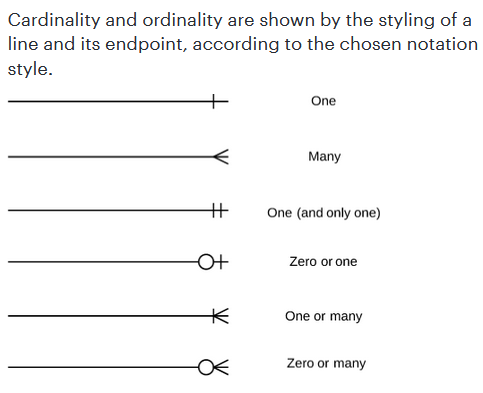 Cardinality and ordinality are shown by the styling of a
line and its endpoint, according to the chosen notation
style.
One
Many
One (and only one)
Zero or one
One or many
Zero or many